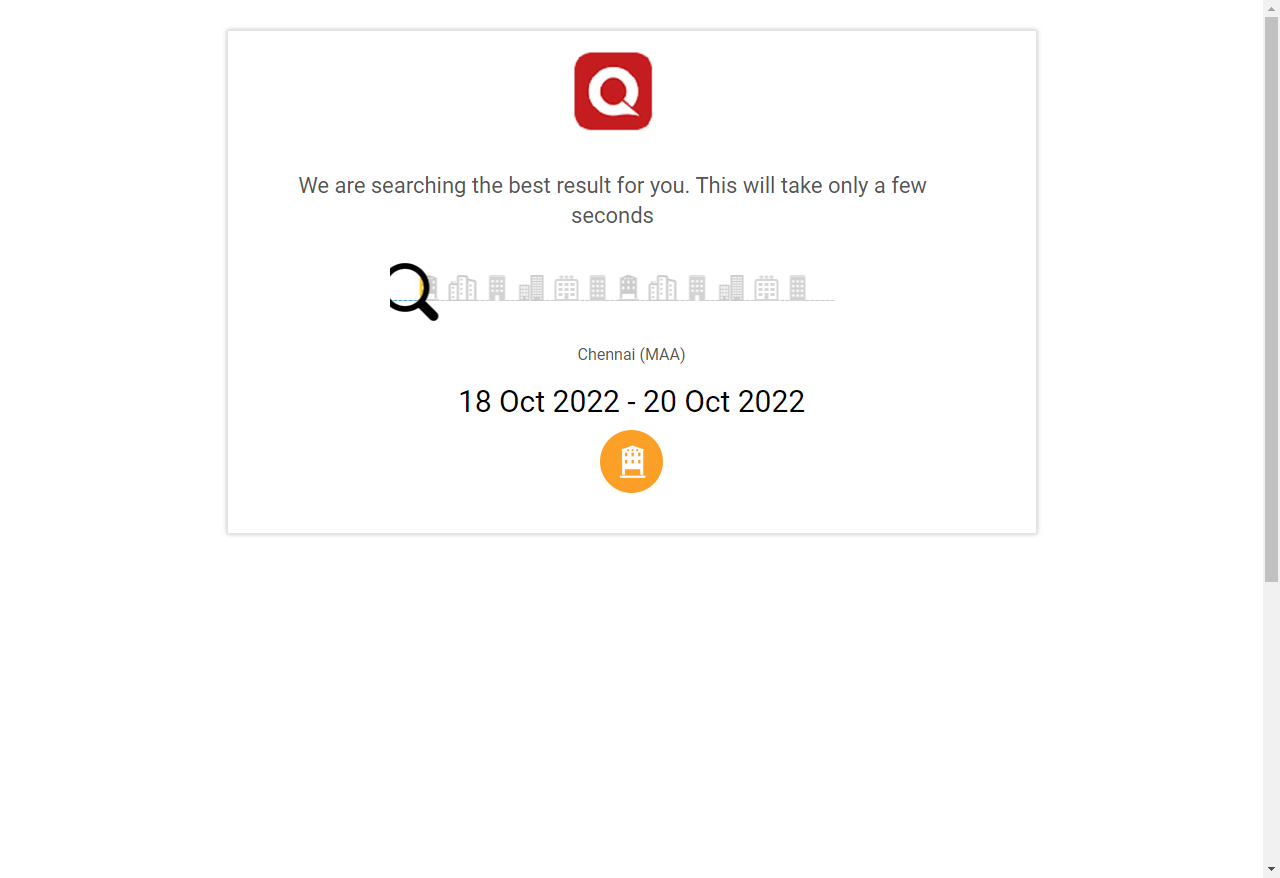 We are searching the best result for you. This will take only a few
seconds
Chennai (MAA)
18 Oct 2022 - 20 Oct 2022